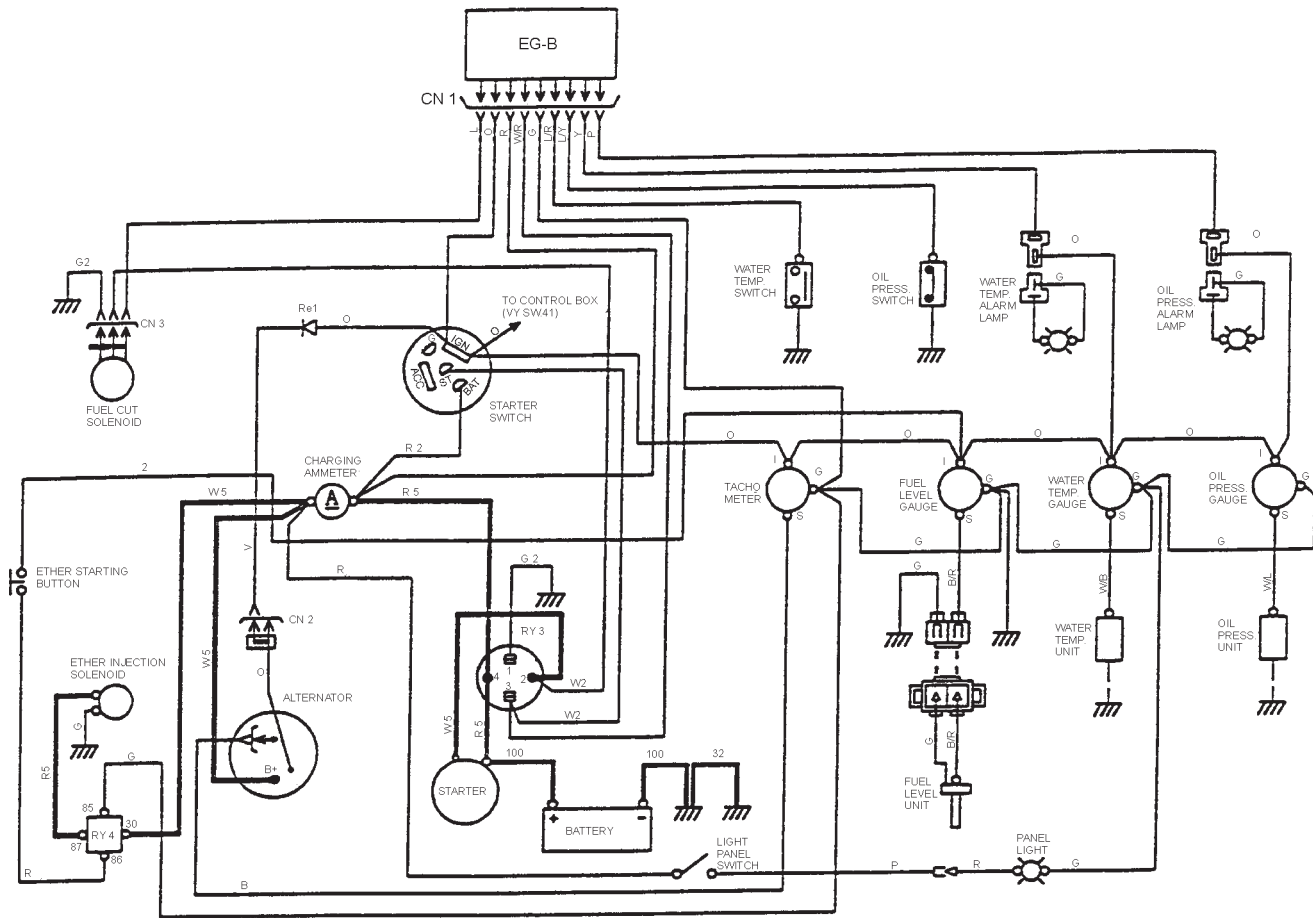 EG-B
CN 1
L
O
R
W/R
G
L/R
L/Y
Y
P
G2
CN 3
FUEL CUT
SOLENOID
Re1
O
TO CONTROL BOX
(VY SW.41)
O
G
IGN
ACC
ST
BAT
STARTER
SWITCH
WATER
TEMP.
SWITCH
OIL
PRESS.
SWITCH
WATER
TEMP.
ALARM
LAMP
O
G
OIL
PRESS.
ALARM
LAMP
O
G
R 2
2
CHARGING
AMMETER
A
W 5
R 5
O
O
O
O
TACHO
METER
I
G
S
FUEL
LEVEL
GAUGE
I
G
S
WATER
TEMP.
GAUGE
I
G
S
OIL
PRESS.
GAUGE
I
G
S
G
G
G
V
R
ETHER STARTING
BUTTON
CN 2
G 2
RY 3
1
2
3
4
W2
W2
G
B/R
W/B
W/L
WATER
TEMP.
UNIT
OIL
PRESS.
UNIT
ETHER INJECTION
SOLENOID
G
R5
W5
O
ALTERNATOR
B+
W5
R 5
STARTER
100
100
32
+
-
BATTERY
G
B/R
FUEL
LEVEL
UNIT
G
85
30
RY 4
87
86
R
B
LIGHT
PANEL
SWITCH
P
R
PANEL
LIGHT
G